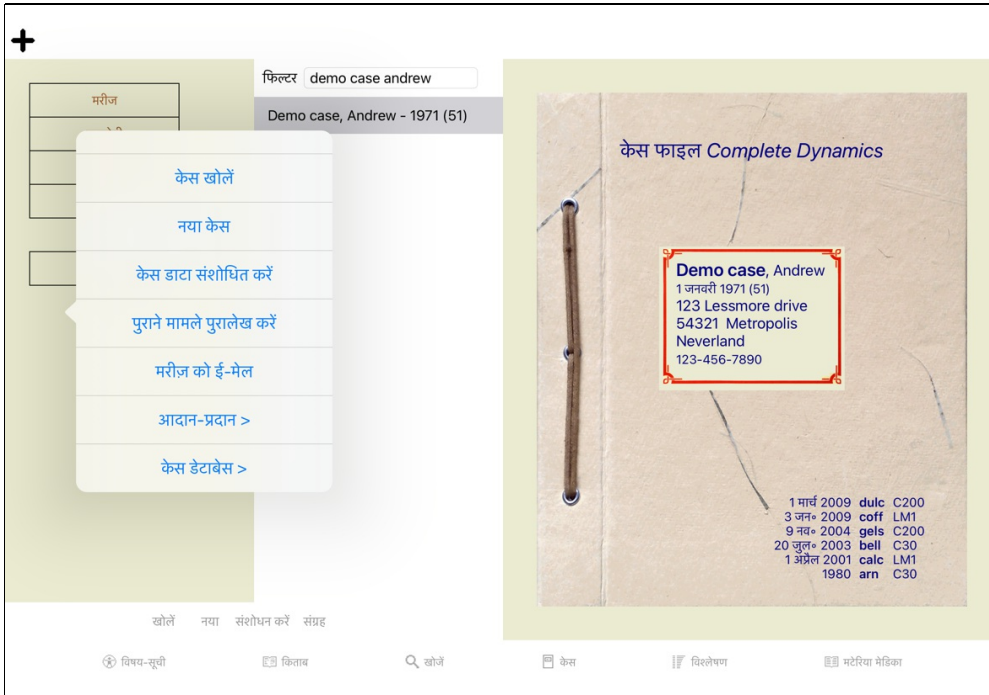 फिल्टर demo case andrew
मरीज
Demo case, Andrew - 1971 (51)
केस खोलें
नया केस
केस डाटा संशोधित करें
पुराने मामले पुरालेख करें
मरीज़ को ई-मेल
आदान-प्रदान >
केस डेटाबेस >
केस फाइल Complete Dynamics
Demo case, Andrew
1 जनवरी 1971 (51)
123 Lessmore drive
54321 Metropolis
Neverland
123-456-7890
1 मार्च 2009 dulc C200
3 जन॰ 2009 coff LM1
9 नव॰ 2004 gels C200
20 जुल॰ 2003 bell C30
1 अप्रैल 2001 calc LM1
1980 arn C30
खोलें नया संशोधन करें संग्रह
विषय-सूची किताब खोजें केस विश्लेषण मटेरिया मेडिका